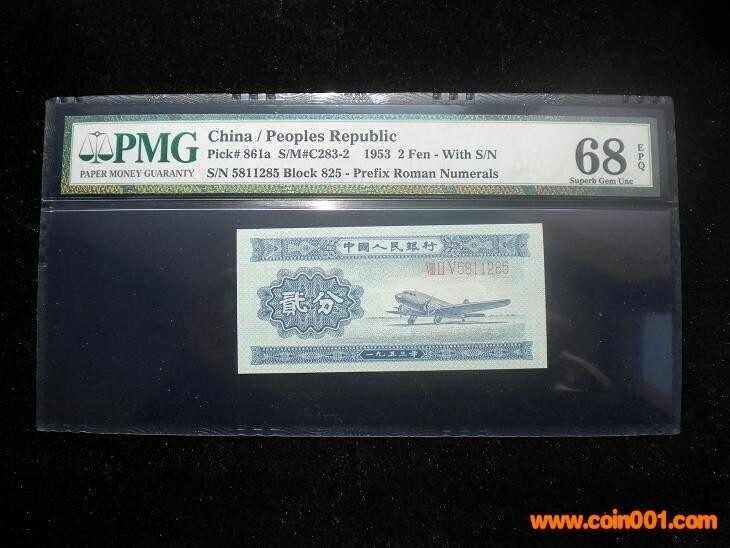 PMG
PAPER MONEY GUARANTY
China / Peoples Republic
Pick# 861a S/M#C283-2 1953 2 Fen - With S/N
S/N 5811285 Block 825 - Prefix Roman Numerals
68
EPQ
Superb Gem Unc
中國人民銀行
VIII II V 5811285
貳分
一九五三年
www.coin001.com